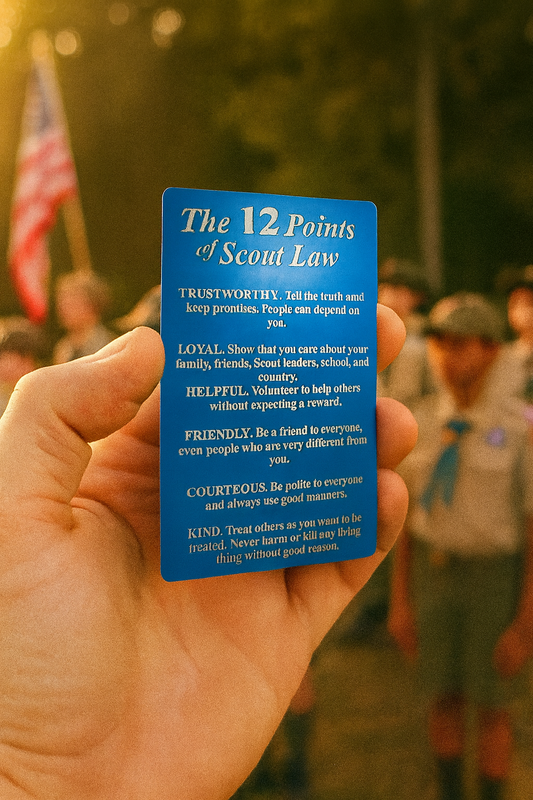 The 12 Points
of Scout Law
TRUSTWORTHY. Tell the truth amd
keep prontises. People can depend on
you.
LOYAL. Show that you care about your
family, friends, Scout leaders, school, and
country.
HELPFUL. Volunteer to help others
without expecting a reward.
FRIENDLY. Be a friend to everyone,
even people who are very different from
you.
COURTEOUS. Be polite to everyone
and always use good manners.
KIND. Treat others as you want to be
treated. Never harm or kill any living
thing without good reason.